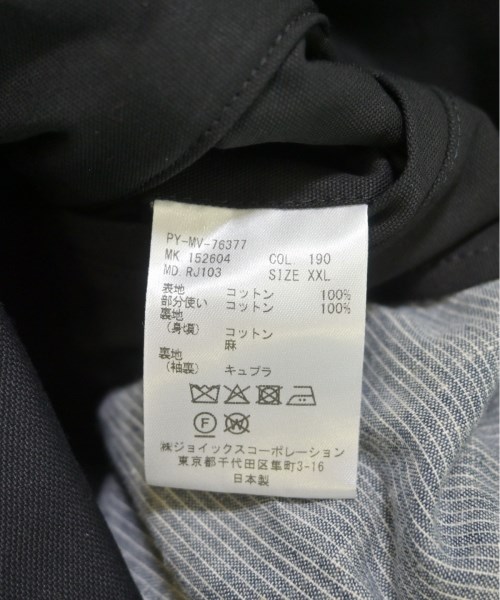 PY-MV-76377
MK 152604 COL 190
MD RJ103 SIZE XXL
表地 コットン 100%
部分使い コットン 100%
裏地
(身頃) コットン
麻
裏地
(袖裏) キュプラ
F W
㈱ジョイックスコーポレーション
東京都千代田区隼町3-16
日本製